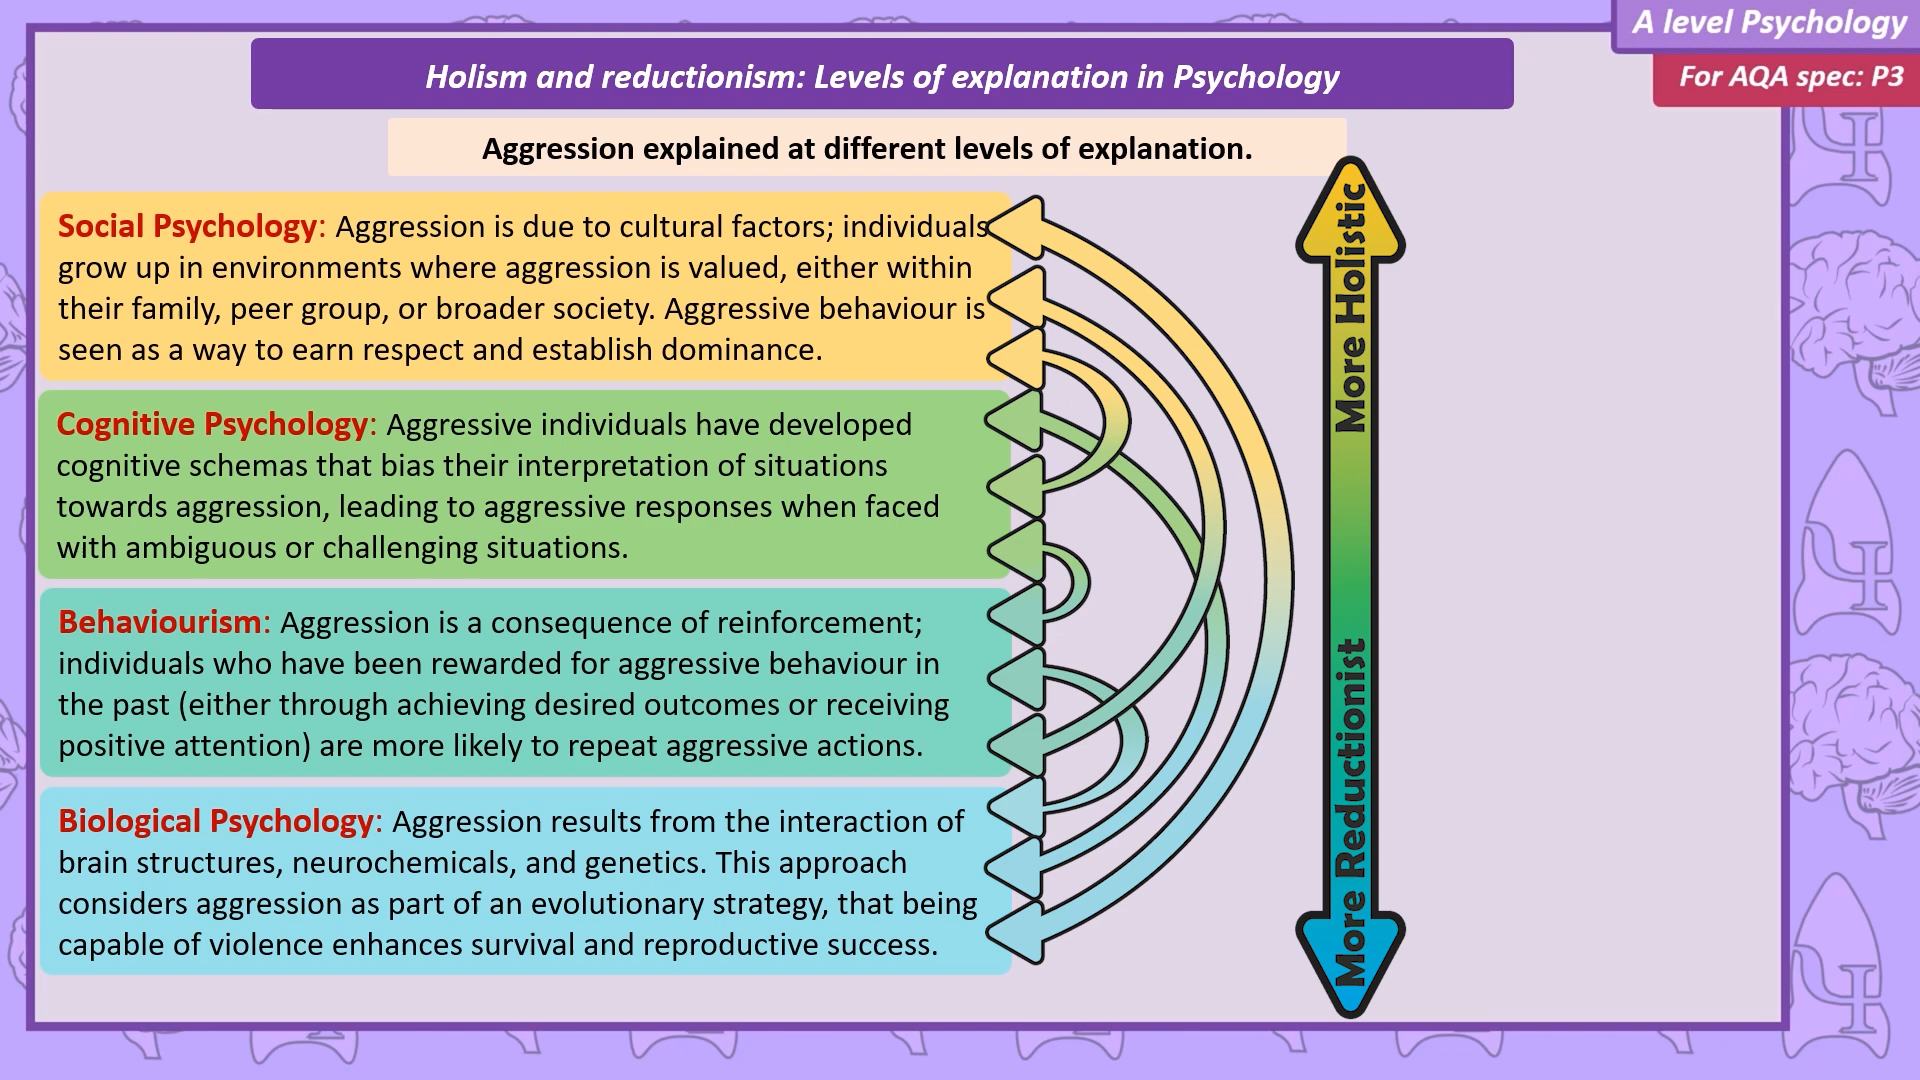 A level Psychology
For AQA spec: P3
Holism and reductionism: Levels of explanation in Psychology
Aggression explained at different levels of explanation.
Social Psychology: Aggression is due to cultural factors; individuals
grow up in environments where aggression is valued, either within
their family, peer group, or broader society. Aggressive behaviour is
seen as a way to earn respect and establish dominance.
Cognitive Psychology: Aggressive individuals have developed
cognitive schemas that bias their interpretation of situations
towards aggression, leading to aggressive responses when faced
with ambiguous or challenging situations.
Behaviourism: Aggression is a consequence of reinforcement;
individuals who have been rewarded for aggressive behaviour in
the past (either through achieving desired outcomes or receiving
positive attention) are more likely to repeat aggressive actions.
Biological Psychology: Aggression results from the interaction of
brain structures, neurochemicals, and genetics. This approach
considers aggression as part of an evolutionary strategy, that being
capable of violence enhances survival and reproductive success.
More Holistic
More Reductionist